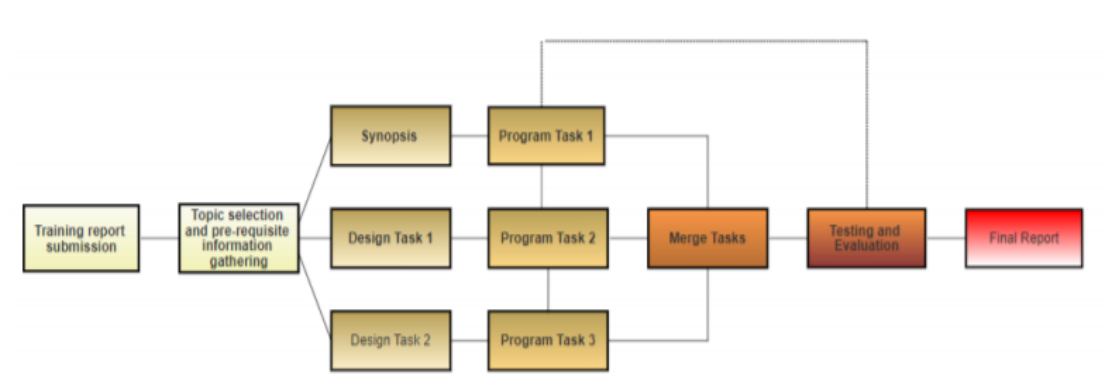 Synopsis
Program Task 1
Training report
submission
Topic selection
and pre-requisite
information
gathering
Design Task 1
Program Task 2
Merge Tasks
Testing and
Evaluation
Final Report
Design Task 2
Program Task 3